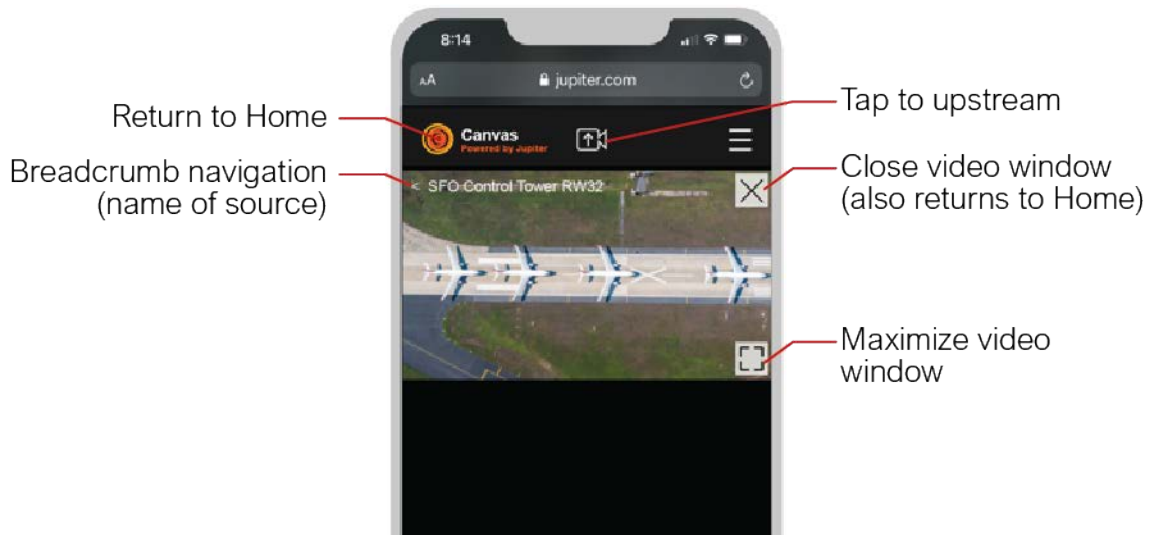 8:14
AA
jupiter.com
Return to Home
Canvas
Powered by Jupiter
Tap to upstream
Breadcrumb navigation
(name of source)
< SFO Control Tower RW32
Close video window
(also returns to Home)
Maximize video
window